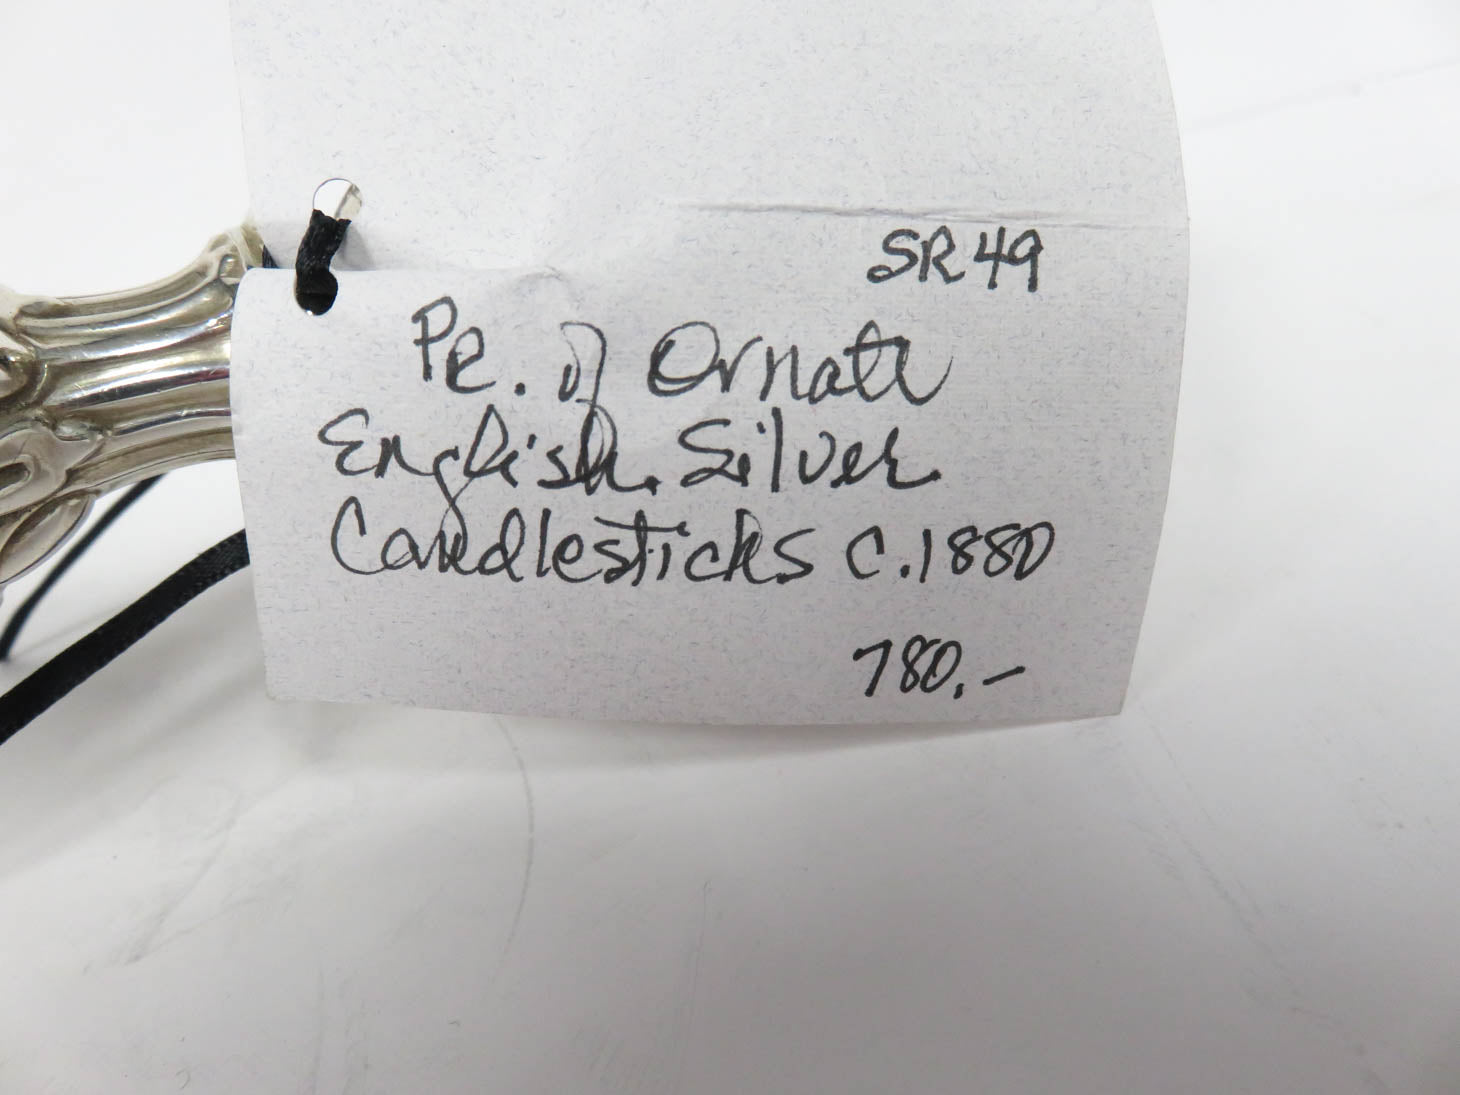 SR49
Pr. of Ornate
English Silver
Candlesticks c.1880
780.-